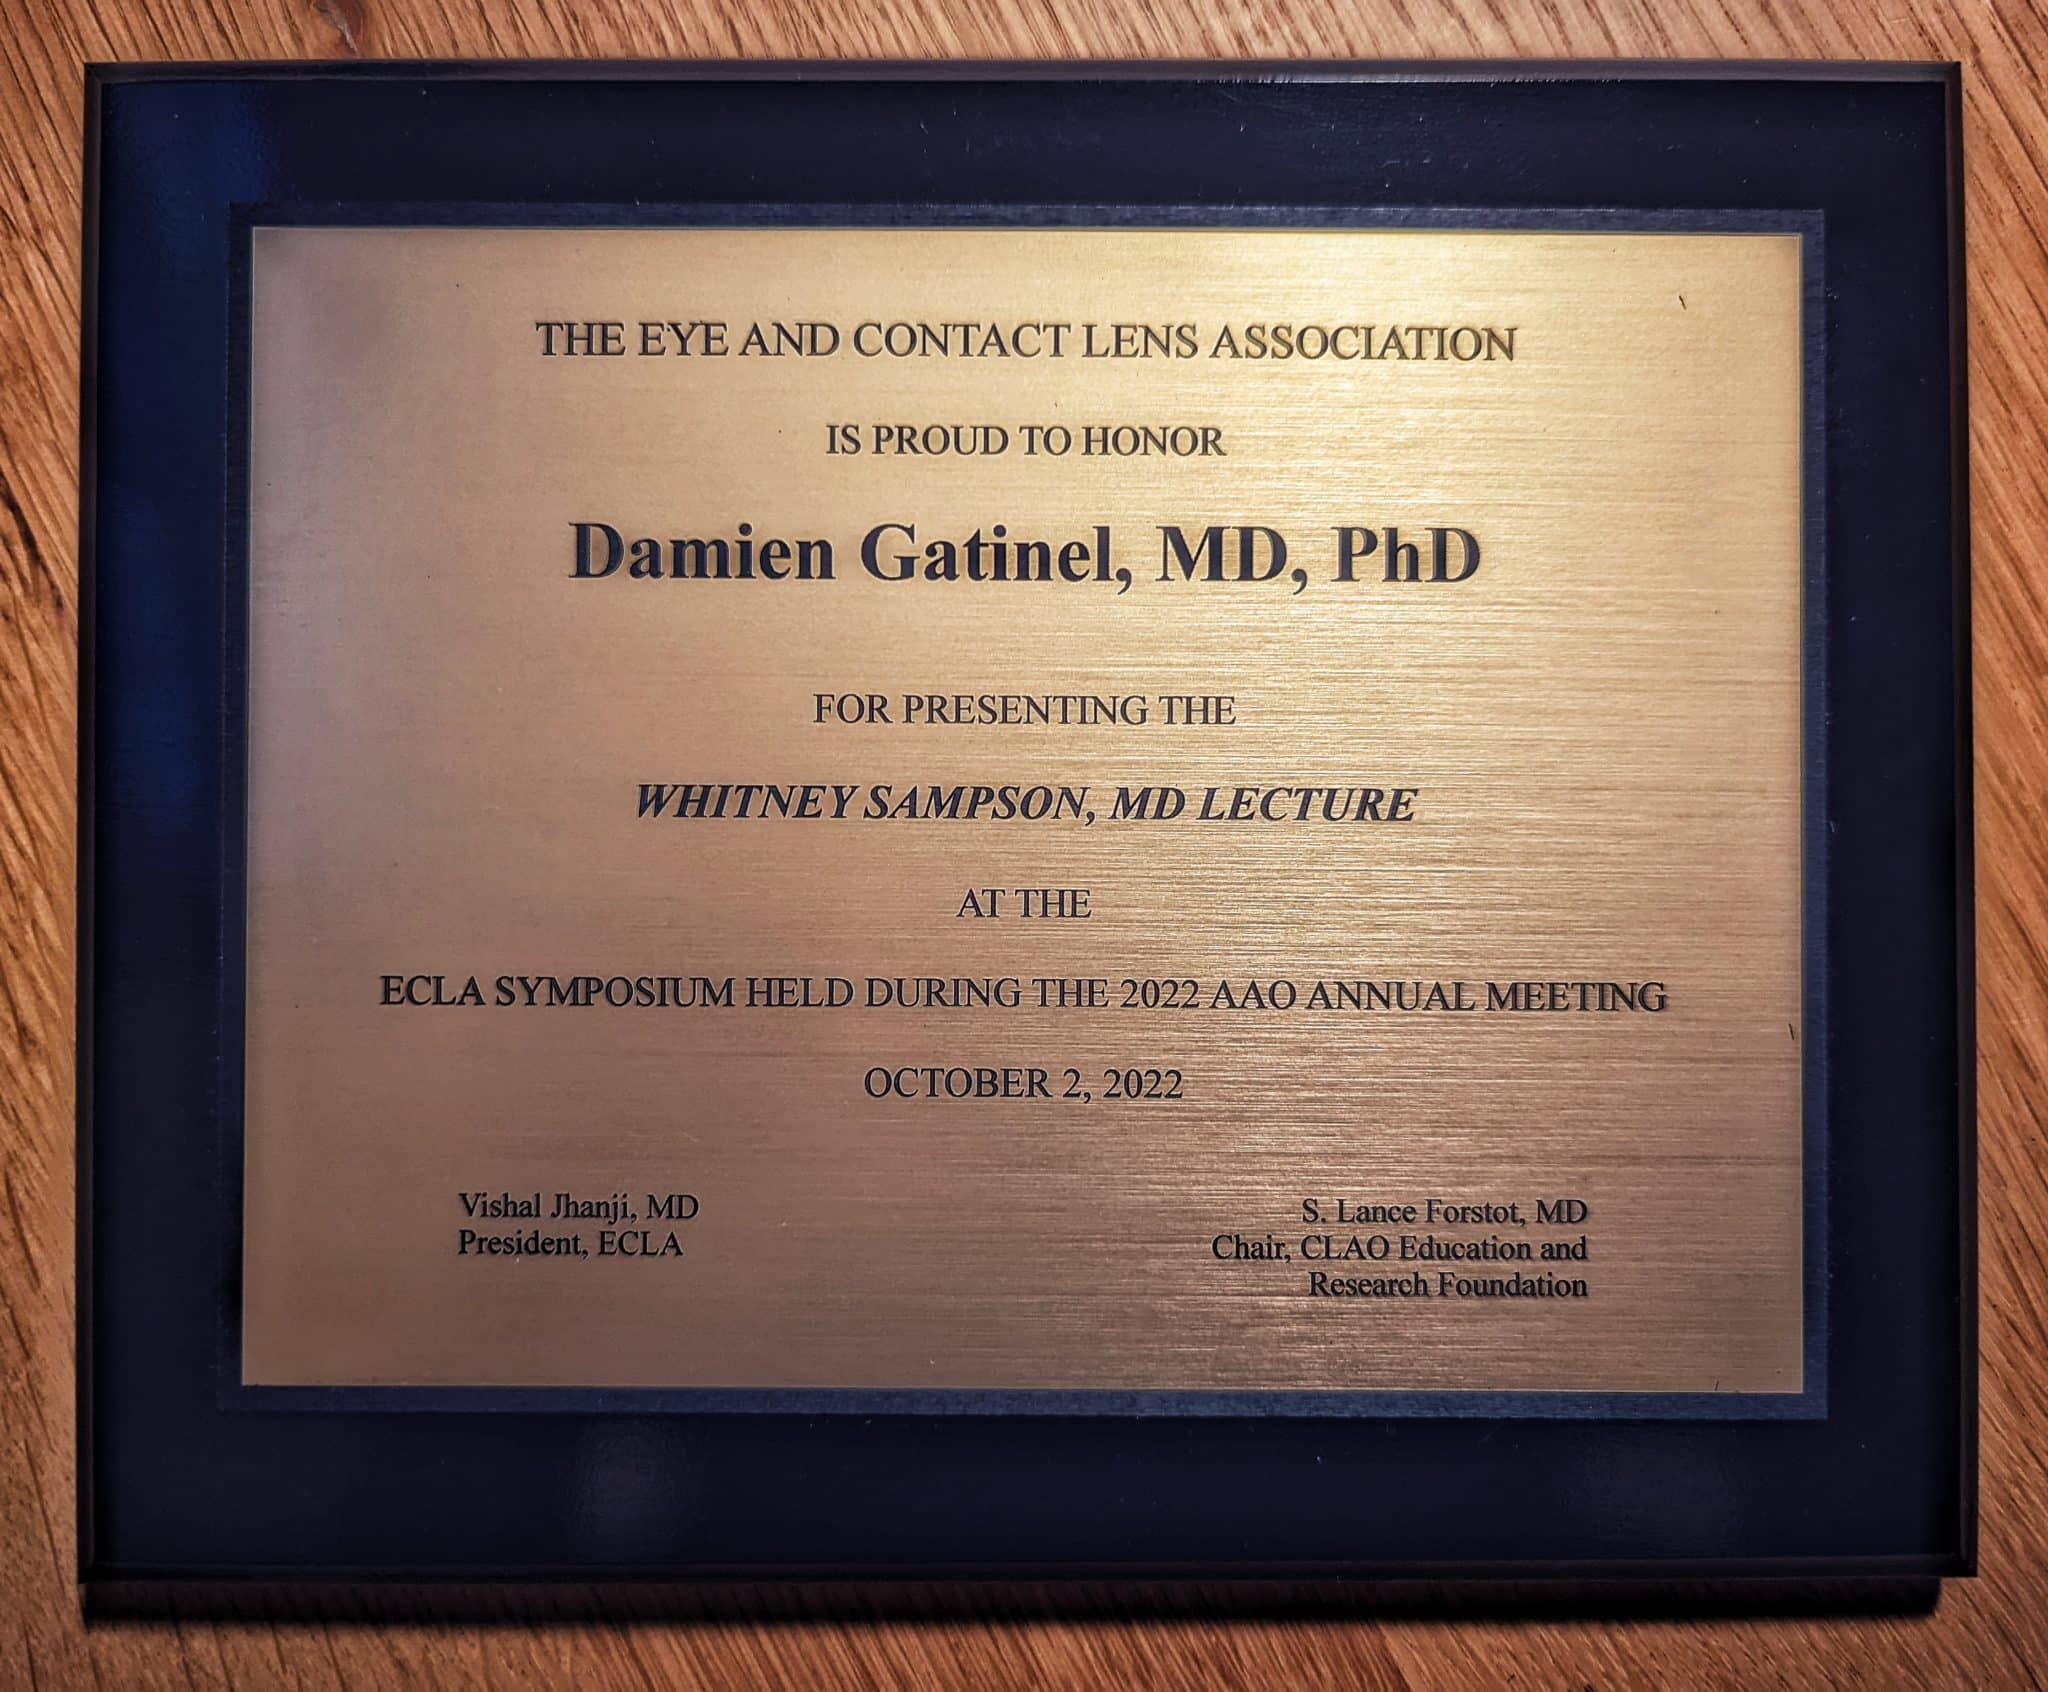 THE EYE AND CONTACT LENS ASSOCIATION
IS PROUD TO HONOR
Damien Gatinel, MD, PhD
FOR PRESENTING THE
WHITNEY SAMPSON, MD LECTURE
AT THE
ECLA SYMPOSIUM HELD DURING THE 2022 AAO ANNUAL MEETING
OCTOBER 2, 2022
Vishal Jhanji, MD
President, ECLA
S. Lance Forstot, MD
Chair, CLAO Education and
Research Foundation